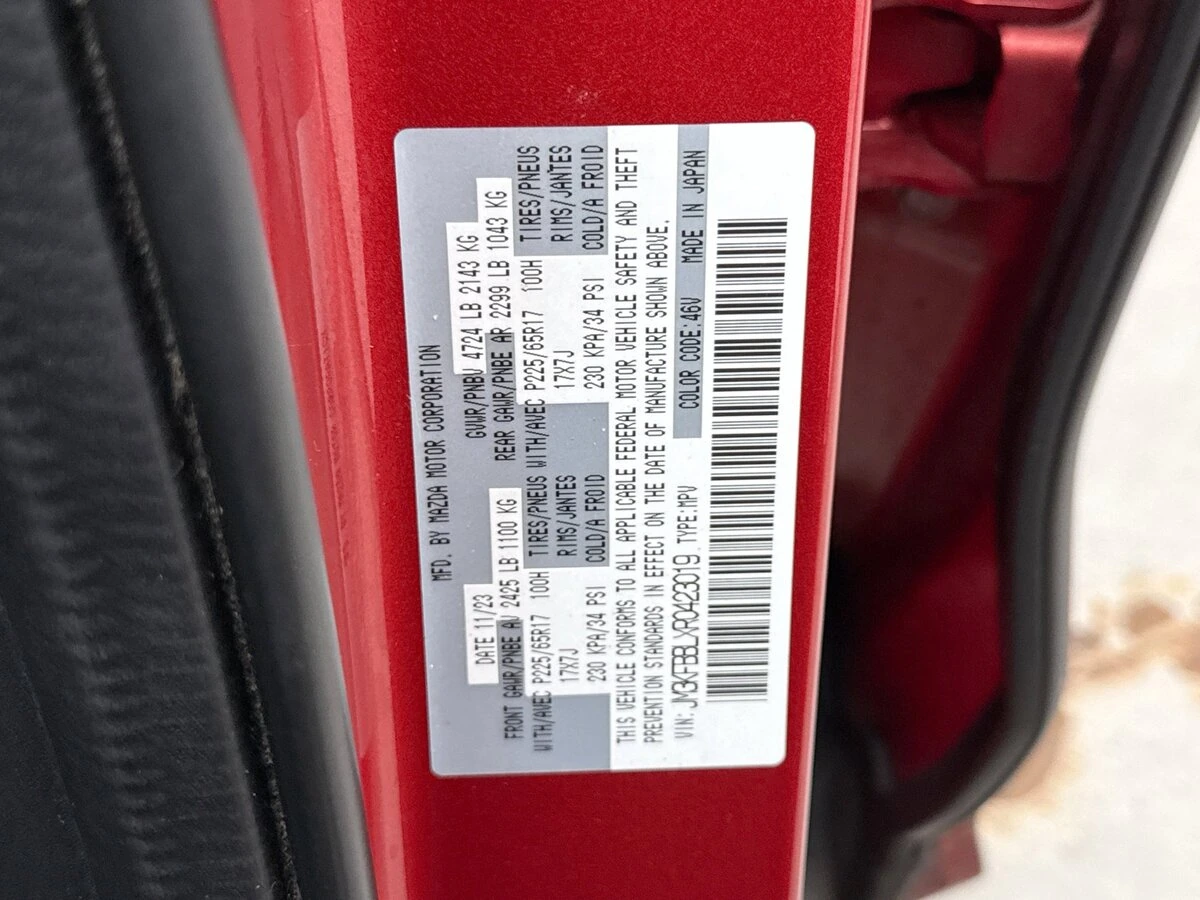 MFD. BY MAZDA MOTOR CORPORATION
DATE 11/23 GVWR/PNBV 4724 LB 2143 KG
FRONT GAWR/PNBE AV 2425 LB 1100 KG REAR GAWR/PNBE AR 2299 LB 1043 KG
WITH/AVEC P225/65R17 100H TIRES/PNEUS WITH/AVEC P225/65R17 100H TIRES/PNEUS
17X7J RIMS/JANTES 17X7J RIMS/JANTES
230 KPA/34 PSI COLD/A FROID 230 KPA/34 PSI COLD/A FROID
THIS VEHICLE CONFORMS TO ALL APPLICABLE FEDERAL MOTOR VEHICLE SAFETY AND THEFT
PREVENTION STANDARDS IN EFFECT ON THE DATE OF MANUFACTURE SHOWN ABOVE.
VIN: JM3KFBBLXR0423019 TYPE:MPV COLOR CODE:46V MADE IN JAPAN